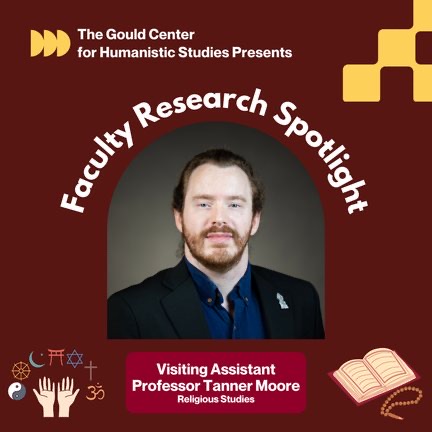 The Gould Center
for Humanistic Studies Presents
Faculty Research Spotlight
Visiting Assistant
Professor Tanner Moore
Religious Studies